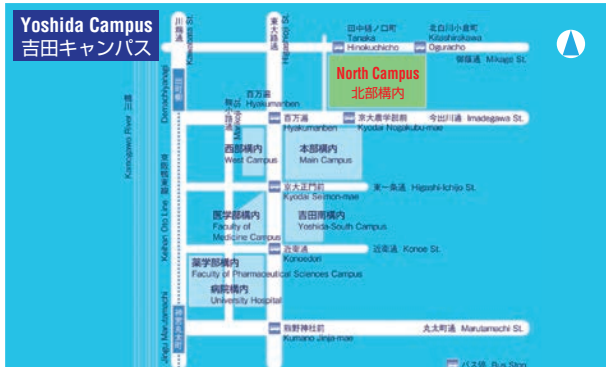 Yoshida Campus
吉田キャンパス
川端通
Kawabata St.
東大路通
Higashioji St.
田中樋ノ口町
Tanaka
Hinokuchicho
北白川小倉町
Kitashirakawa
Oguracho
御蔭通 Mikage St.
North Campus
北部構内
出町柳
Demachiyanagi
鴨川
Kamogawa River
百万遍
Hyakumanben
百万遍
Hyakumanben
京大農学部前
Kyodai Nogakubu-mae
今出川通 Imadegawa St.
西部構内
West Campus
本部構内
Main Campus
京阪鴨東線
Keihan Oto Line
京大正門前
Kyodai Seimon-mae
東一条通 Higashi-Ichijo St.
医学部構内
Faculty of
Medicine Campus
吉田南構内
Yoshida-South Campus
近衛通
Konoedori
近衛通 Konoe St.
薬学部構内
Faculty of Pharmaceutical Sciences Campus
病院構内
University Hospital
神宮丸太町
Jingu Marutamachi
熊野神社前
Kumano Jinja-mae
丸太町通 Marutamachi St.
バス停 Bus Stop